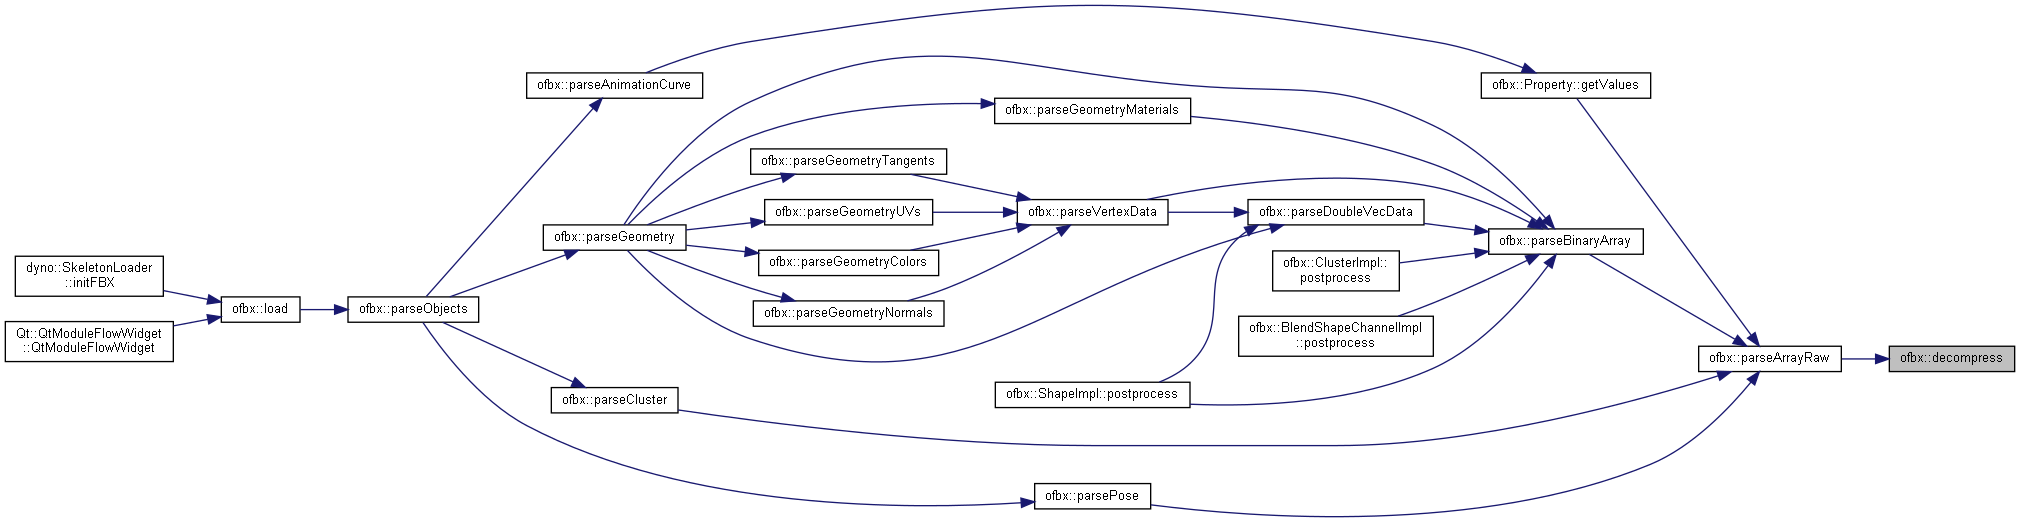 ofbx::parseAnimationCurve
ofbx::Property::getValues
ofbx::parseGeometryMaterials
ofbx::parseGeometryTangents
ofbx::parseGeometryUVs
ofbx::parseVertexData
ofbx::parseDoubleVecData
ofbx::parseGeometry
ofbx::parseBinaryArray
ofbx::parseGeometryColors
ofbx::ClusterImpl::
postprocess
dyno::SkeletonLoader
::initFBX
ofbx::load
ofbx::parseObjects
ofbx::parseGeometryNormals
ofbx::BlendShapeChannelImpl
::postprocess
Qt::QtModuleFlowWidget
::QtModuleFlowWidget
ofbx::parseArrayRaw
ofbx::decompress
ofbx::ShapeImpl::postprocess
ofbx::parseCluster
ofbx::parsePose